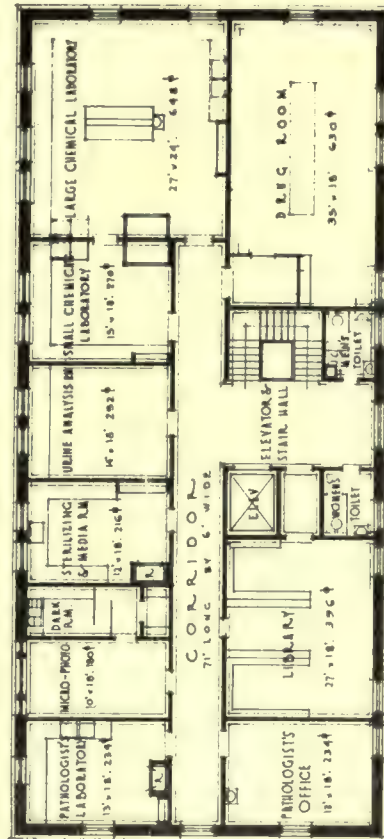 PATHOLOGIST'S
LABORATORY
13' x 18' 234⌀
R
MICRO-PHOTO
10' x 18' 180⌀
DARK
RM.
STERILIZING
& MEDIA RM
12' x 18' 216⌀
R
URINE ANALYSIS RM
14' x 18' 252⌀
SMALL CHEMICAL
LABORATORY
15' x 18' 270⌀
LARGE CHEMICAL LABORATORY
27' x 24' 648⌀
CORRIDOR
71' LONG BY 6' WIDE
PATHOLOGIST'S
OFFICE
13' x 18' 234⌀
LIBRARY
22' x 18' 396⌀
ELEV
WOMENS
TOILET
ELEVATOR &
STAIR HALL
MEN'S
TOILET
DRUG ROOM
35' x 18' 630⌀